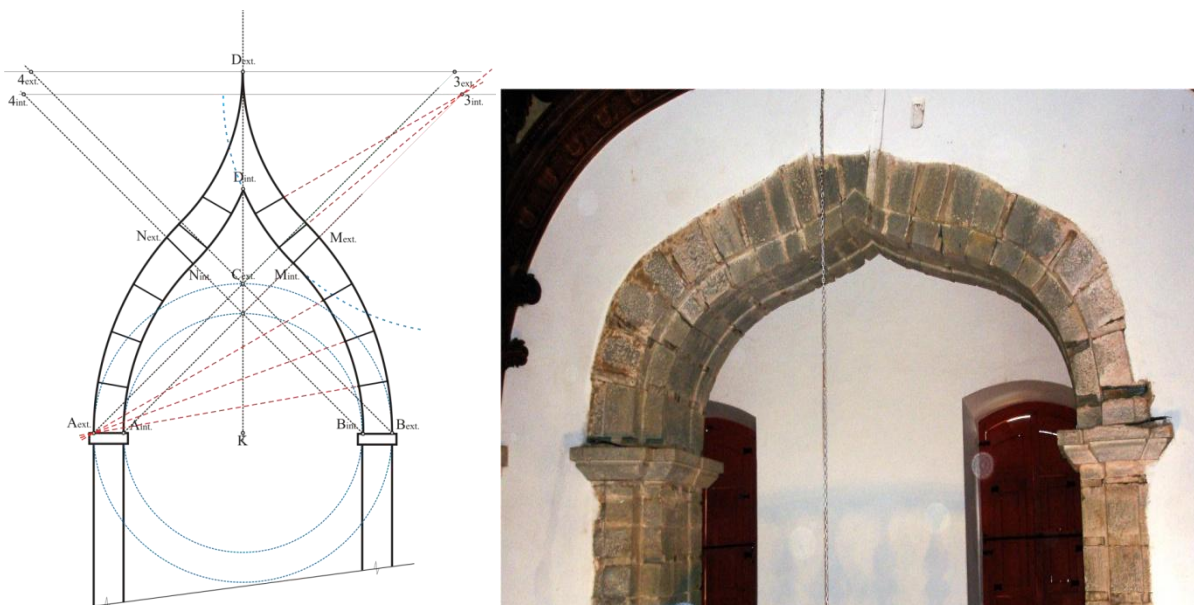 Dext.
4ext. 3ext.
4int. 3int.
Dint.
Next. Mext.
Nint. Cext. Mint.
Aext. Aint. Bint. Bext.
K